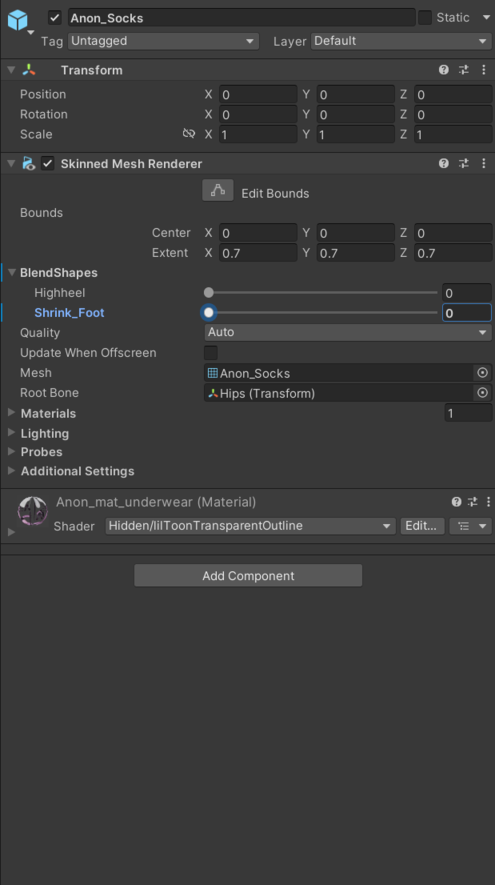 Anon_Socks Static
Tag Untagged Layer Default
Transform
Position X 0 Y 0 Z 0
Rotation X 0 Y 0 Z 0
Scale X 1 Y 1 Z 1
Skinned Mesh Renderer
Edit Bounds
Bounds
Center X 0 Y 0 Z 0
Extent X 0.7 Y 0.7 Z 0.7
BlendShapes
Highheel 0
Shrink_Foot 0
Quality Auto
Update When Offscreen
Mesh Anon_Socks
Root Bone Hips (Transform)
Materials 1
Lighting
Probes
Additional Settings
Anon_mat_underwear (Material)
Shader Hidden/lilToonTransparentOutline Edit...
Add Component